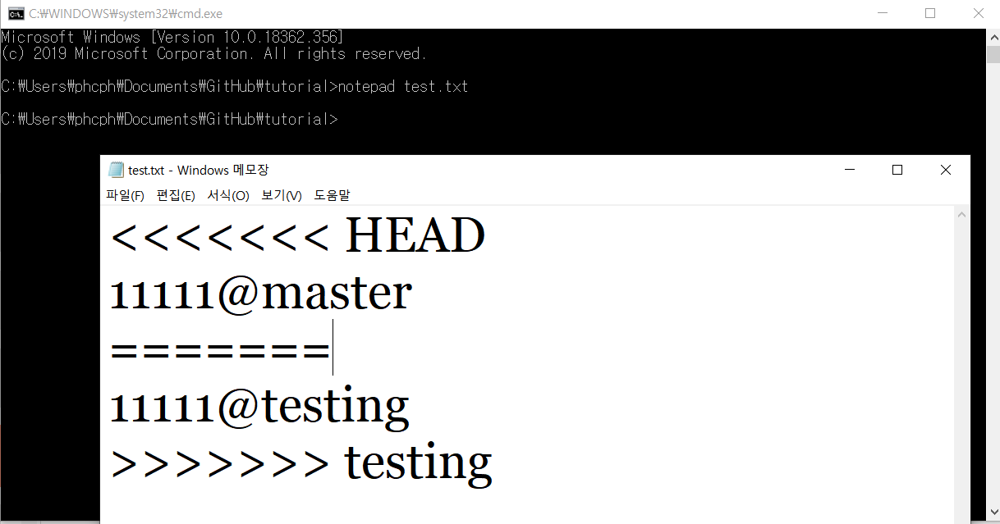 C:₩WINDOWS₩system32₩cmd.exe
Microsoft Windows [Version 10.0.18362.356]
(c) 2019 Microsoft Corporation. All rights reserved.
C:₩Users₩phcph₩Documents₩GitHub₩tutorial>notepad test.txt
C:₩Users₩phcph₩Documents₩GitHub₩tutorial>
test.txt - Windows 메모장
파일(F) 편집(E) 서식(O) 보기(V) 도움말
<<<<<<< HEAD
11111@master
=======
11111@testing
>>>>>>> testing